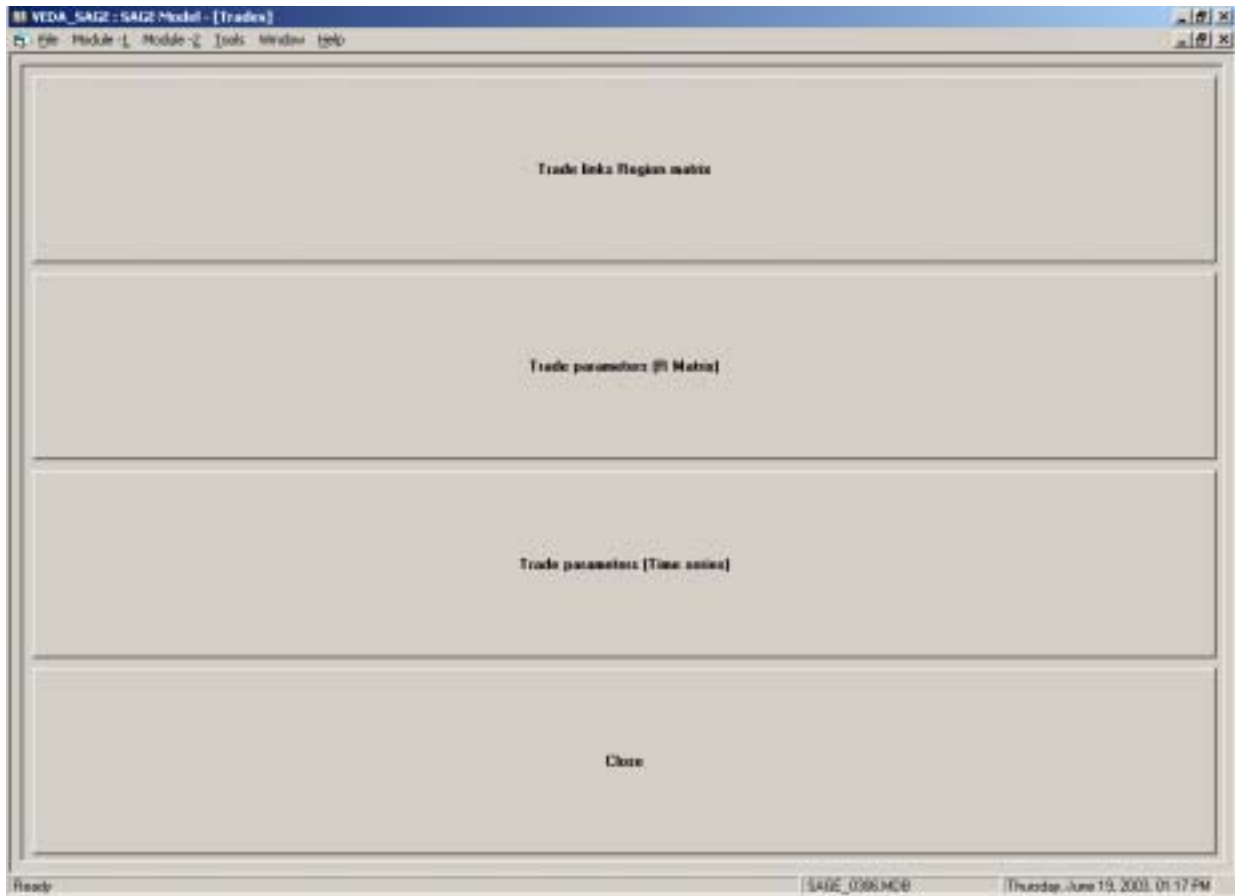 VEDA_SAGE : SAGE Model - [Trades]
File Module -1 Module -2 Tools Window Help
Trade links Region matrix
Trade parameters (R Matrix)
Trade parameters (Time series)
Close
Ready SAGE_0306.MDB Thursday, June 19, 2003, 01:17 PM